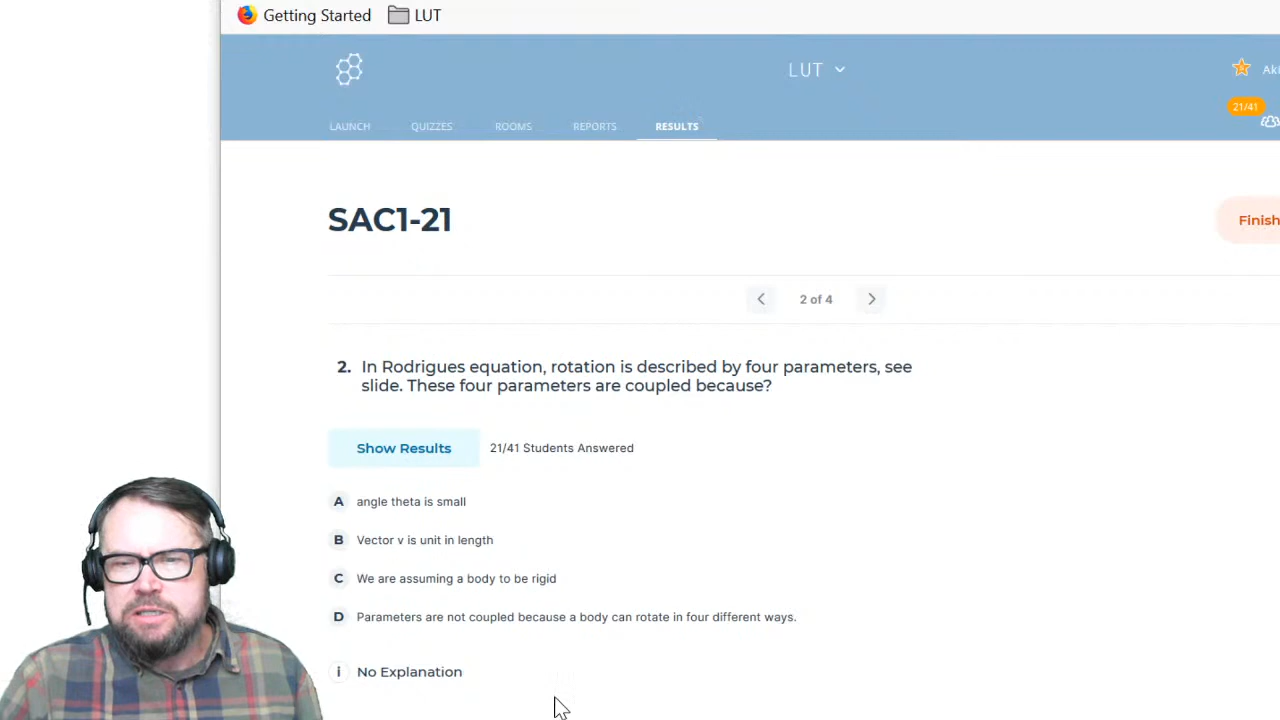 Getting Started LUT
LUT
Aki
21/41
LAUNCH QUIZZES ROOMS REPORTS RESULTS
SAC1-21
Finish
2 of 4
2. In Rodrigues equation, rotation is described by four parameters, see
slide. These four parameters are coupled because?
Show Results 21/41 Students Answered
A angle theta is small
B Vector v is unit in length
C We are assuming a body to be rigid
D Parameters are not coupled because a body can rotate in four different ways.
i No Explanation